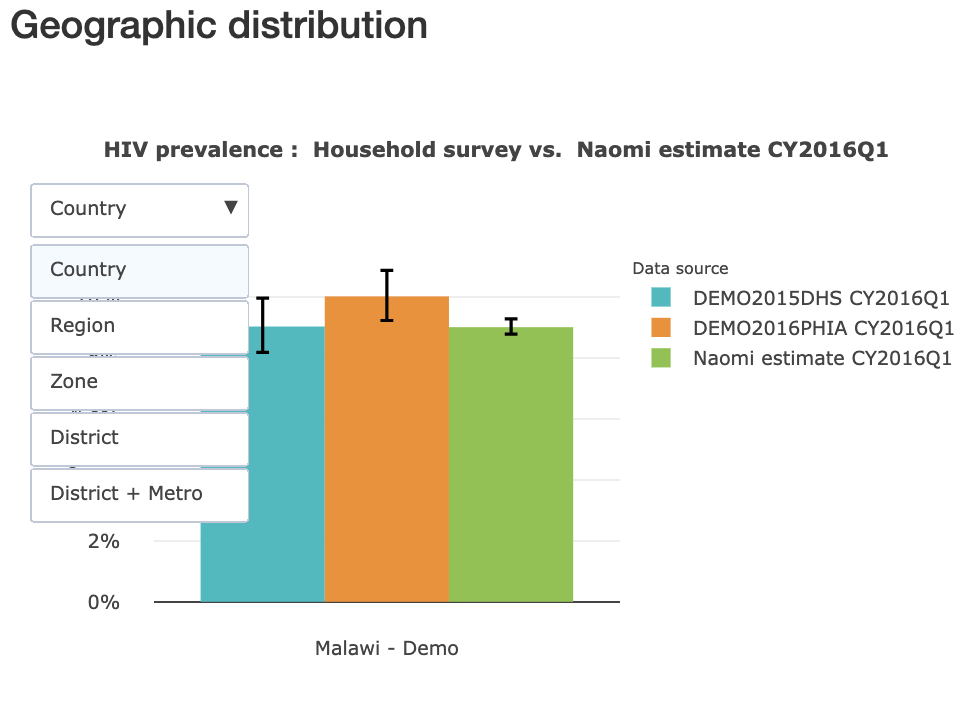 Geographic distribution
HIV prevalence : Household survey vs. Naomi estimate CY2016Q1
Country ▼
Country
Region
Zone
District
District + Metro
2%
0%
Malawi - Demo
Data source
DEMO2015DHS CY2016Q1
DEMO2016PHIA CY2016Q1
Naomi estimate CY2016Q1